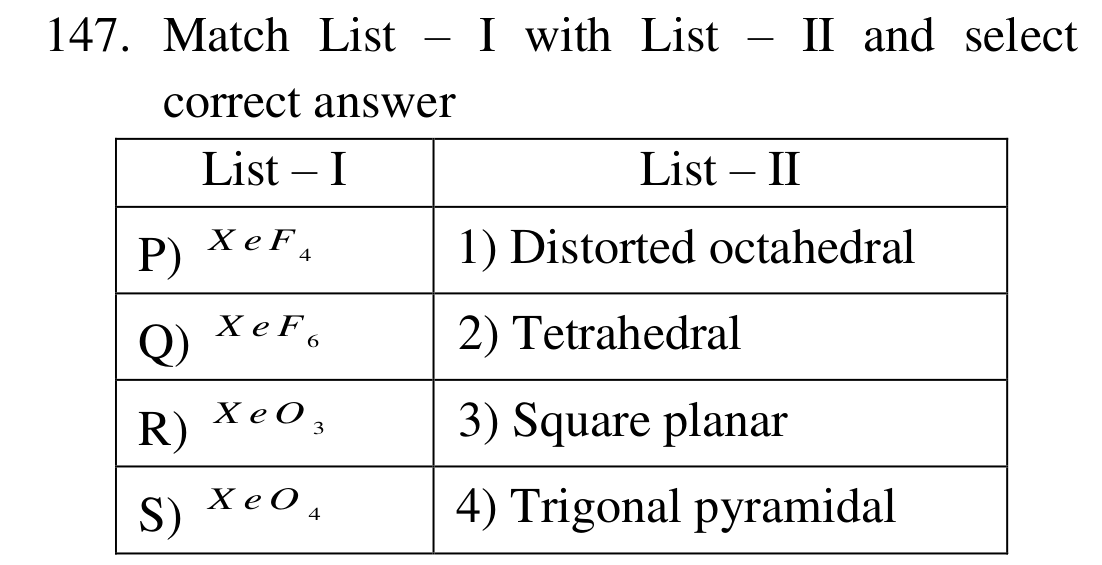 147. Match List – I with List – II and select
correct answer
List – I List – II
P) XeF₄ 1) Distorted octahedral
Q) XeF₆ 2) Tetrahedral
R) XeO₃ 3) Square planar
S) XeO₄ 4) Trigonal pyramidal